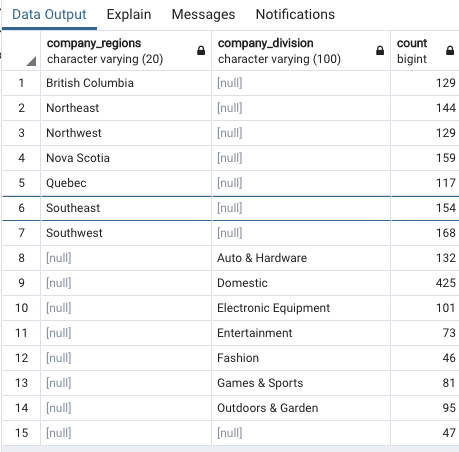 Data Output Explain Messages Notifications
company_regions company_division count
character varying (20) character varying (100) bigint
1 British Columbia [null] 129
2 Northeast [null] 144
3 Northwest [null] 129
4 Nova Scotia [null] 159
5 Quebec [null] 117
6 Southeast [null] 154
7 Southwest [null] 168
8 [null] Auto & Hardware 132
9 [null] Domestic 425
10 [null] Electronic Equipment 101
11 [null] Entertainment 73
12 [null] Fashion 46
13 [null] Games & Sports 81
14 [null] Outdoors & Garden 95
15 [null] [null] 47